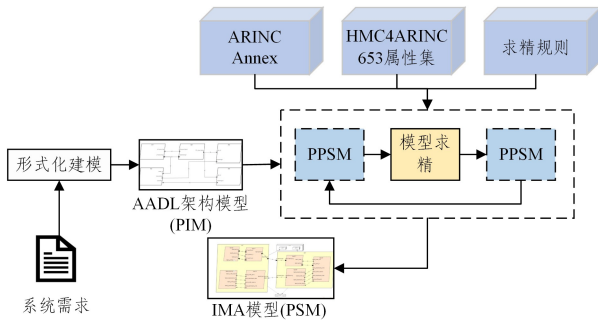 ARINC
Annex
HMC4ARINC
653属性集
求精规则
形式化建模
AADL架构模型
(PIM)
PPSM
模型求
精
PPSM
系统需求
IMA模型(PSM)